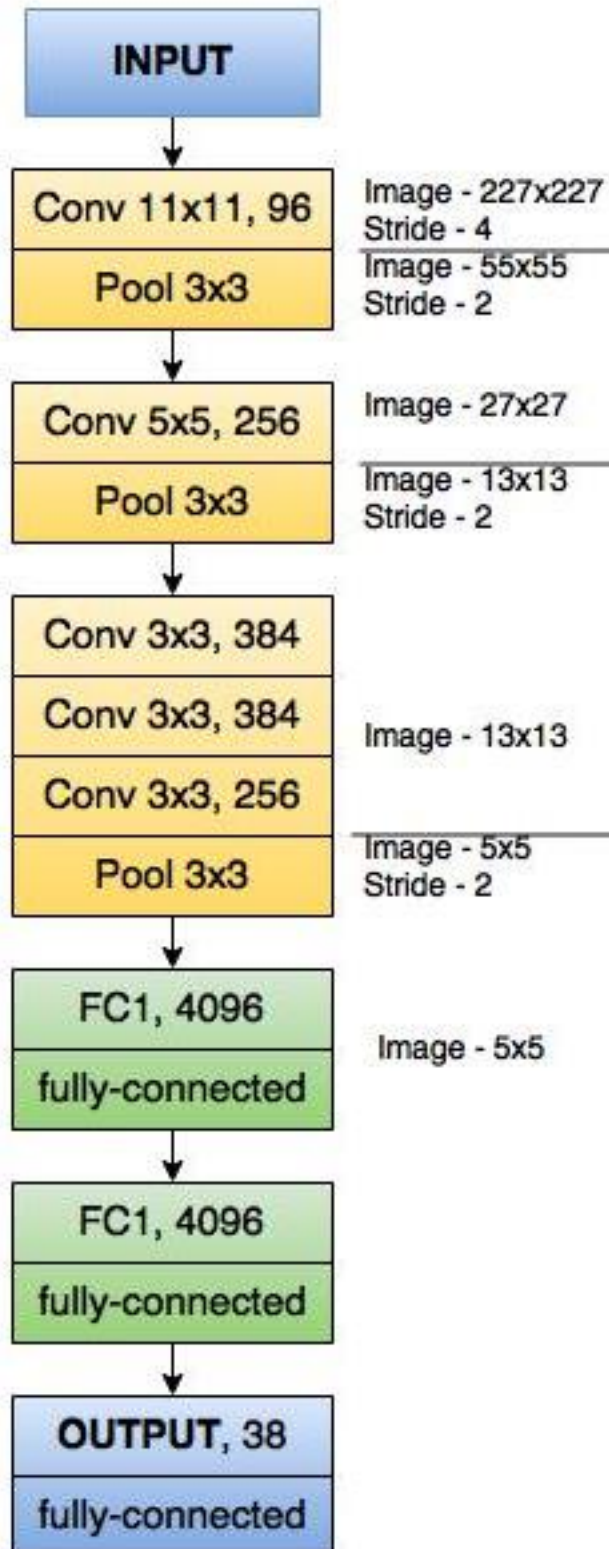 INPUT
Conv 11x11, 96
Image - 227x227
Stride - 4
Pool 3x3
Image - 55x55
Stride - 2
Conv 5x5, 256
Image - 27x27
Pool 3x3
Image - 13x13
Stride - 2
Conv 3x3, 384
Conv 3x3, 384
Image - 13x13
Conv 3x3, 256
Pool 3x3
Image - 5x5
Stride - 2
FC1, 4096
Image - 5x5
fully-connected
FC1, 4096
fully-connected
OUTPUT, 38
fully-connected